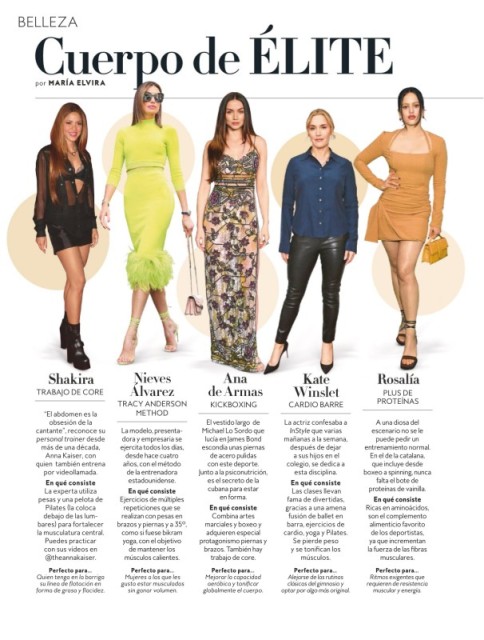 BELLEZA
Cuerpo de ÉLITE
por MARÍA ELVIRA
Shakira
TRABAJO DE CORE
"El abdomen es la
obsesión de la
cantante", reconoce su
personal trainer desde
más de una década,
Anna Kaiser, con
quien también entrena
por videollamada.
En qué consiste
La experta utiliza
pesas y una pelota de
Pilates (la coloca
debajo de las lum-
bares) para fortalecer
la musculatura central.
Puedes practicar
con sus vídeos en
@theannakaiser.
Perfecto para...
Quien tenga en la barriga
su línea de flotación en
forma de grasa y flacidez.
Nieves
Álvarez
TRACY ANDERSON
METHOD
La modelo, presenta-
dora y empresaria se
ejercita todos los días,
desde hace cuatro
años, con el método
de la entrenadora
estadounidense.
En qué consiste
Ejercicios de múltiples
repeticiones que se
realizan con pesas en
brazos y piernas y a 35º,
como si fuese bikram
yoga, con el objetivo
de mantener los
músculos calientes.
Perfecto para...
Mujeres a los que les
gusta estar musculadas
sin ganar volumen.
Ana
de Armas
KICKBOXING
El vestido largo de
Michael Lo Sordo que
lucía en James Bond
escondía unas piernas
de acero pulidas
con este deporte.
Junto a la psiconutrición,
es el secreto de la
cubana para estar
en forma.
En qué consiste
Combina artes
marciales y boxeo y
adquieren especial
protagonismo piernas y
brazos. También hay
trabajo de core.
Perfecto para...
Mejorar la capacidad
aeróbica y tonificar
globalmente el cuerpo.
Kate
Winslet
CARDIO BARRE
La actriz confesaba a
InStyle que varias
mañanas a la semana,
después de dejar
a sus hijos en el
colegio, se dedica a
esta disciplina.
En qué consiste
Las clases llevan
fama de divertidas,
gracias a una amena
fusión de ballet en
barra, ejercicios de
cardio, yoga y Pilates.
Se pierde peso
y se tonifican los
músculos.
Perfecto para...
Alejarse de las rutinas
clásicas del gimnasio y
optar por algo más original.
Rosalía
PLUS DE
PROTEÍNAS
A una diosa del
escenario no se le
puede pedir un
entrenamiento normal.
En el de la catalana,
que incluye desde
boxeo a spinning, nunca
falta el bote de
proteínas de vainilla.
En qué consiste
Ricas en aminoácidos,
son el complemento
alimenticio favorito
de los deportistas,
ya que incrementan
la fuerza de las fibras
musculares.
Perfecto para...
Ritmos exigentes que
requieren de resistencia
muscular y energía.